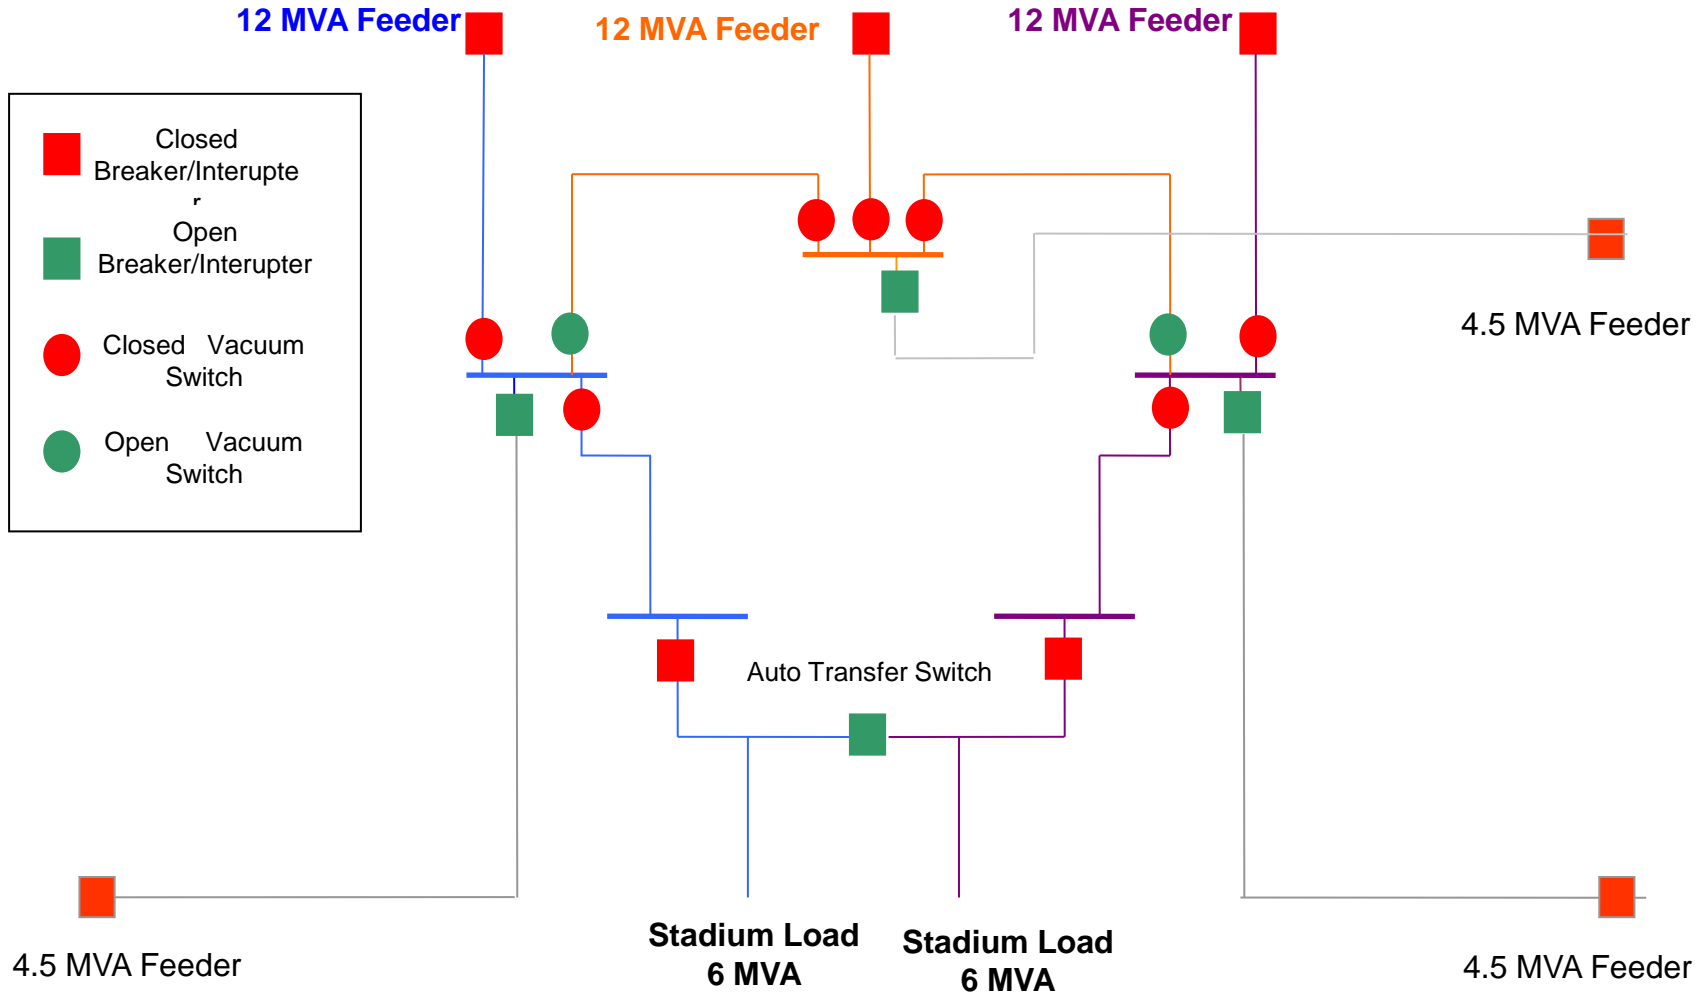 12 MVA Feeder
12 MVA Feeder
12 MVA Feeder
Closed
Breaker/Interupte
r
Open
Breaker/Interupter
Closed Vacuum
Switch
Open Vacuum
Switch
4.5 MVA Feeder
Auto Transfer Switch
Stadium Load
6 MVA
Stadium Load
6 MVA
4.5 MVA Feeder
4.5 MVA Feeder